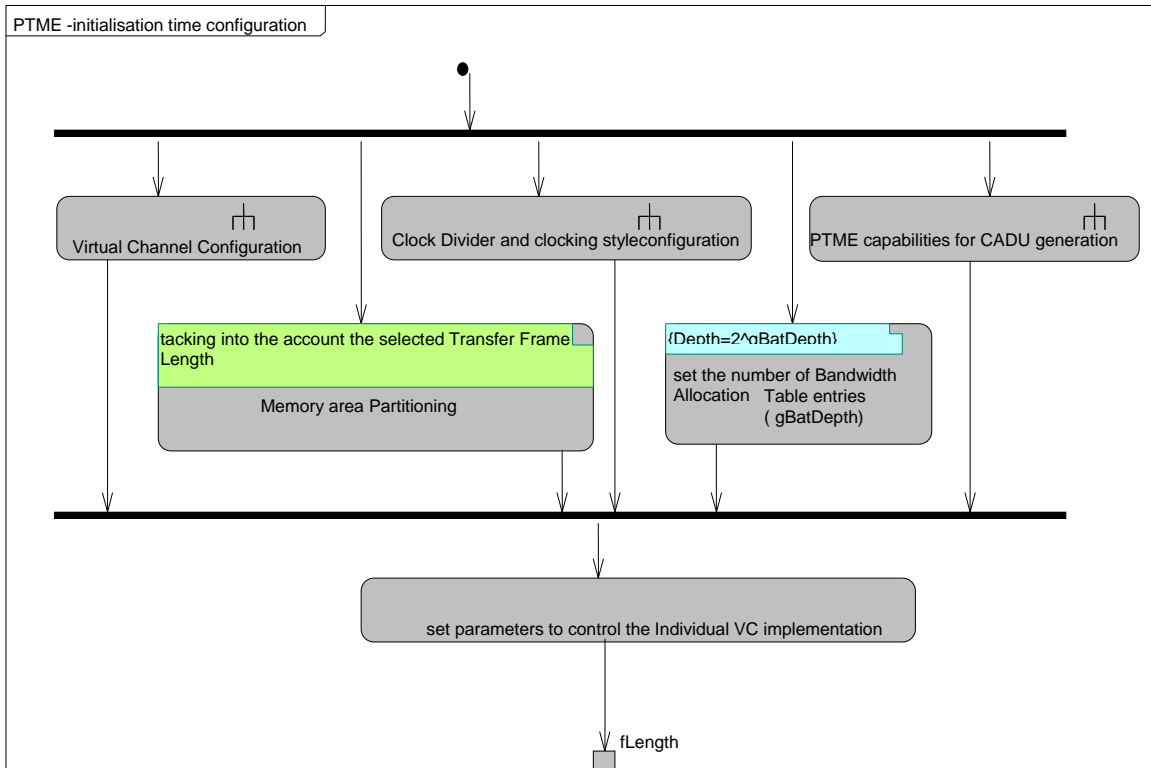 PTME -initialisation time configuration
Virtual Channel Configuration
Clock Divider and clocking styleconfiguration
PTME capabilities for CADU generation
tacking into the account the selected Transfer Frame
Length
Memory area Partitioning
{Depth=2^gBatDepth}
set the number of Bandwidth
Allocation Table entries
( gBatDepth)
set parameters to control the Individual VC implementation
fLength